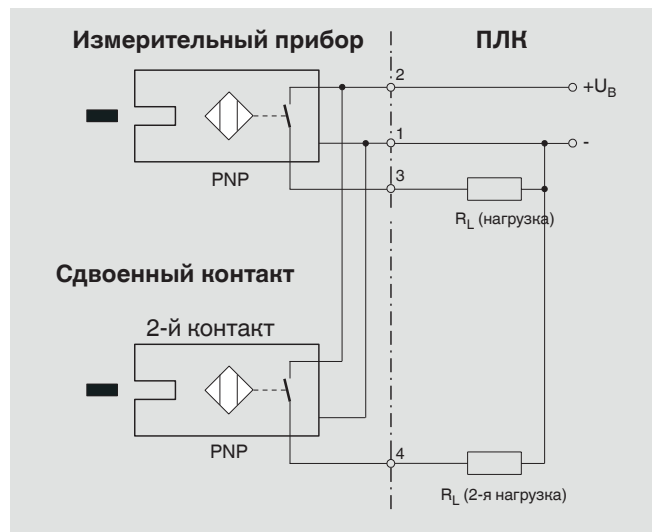 Измерительный прибор
ПЛК
2
+U_B
1
-
PNP
3
R_L (нагрузка)
Сдвоенный контакт
2-й контакт
PNP
4
R_L (2-я нагрузка)